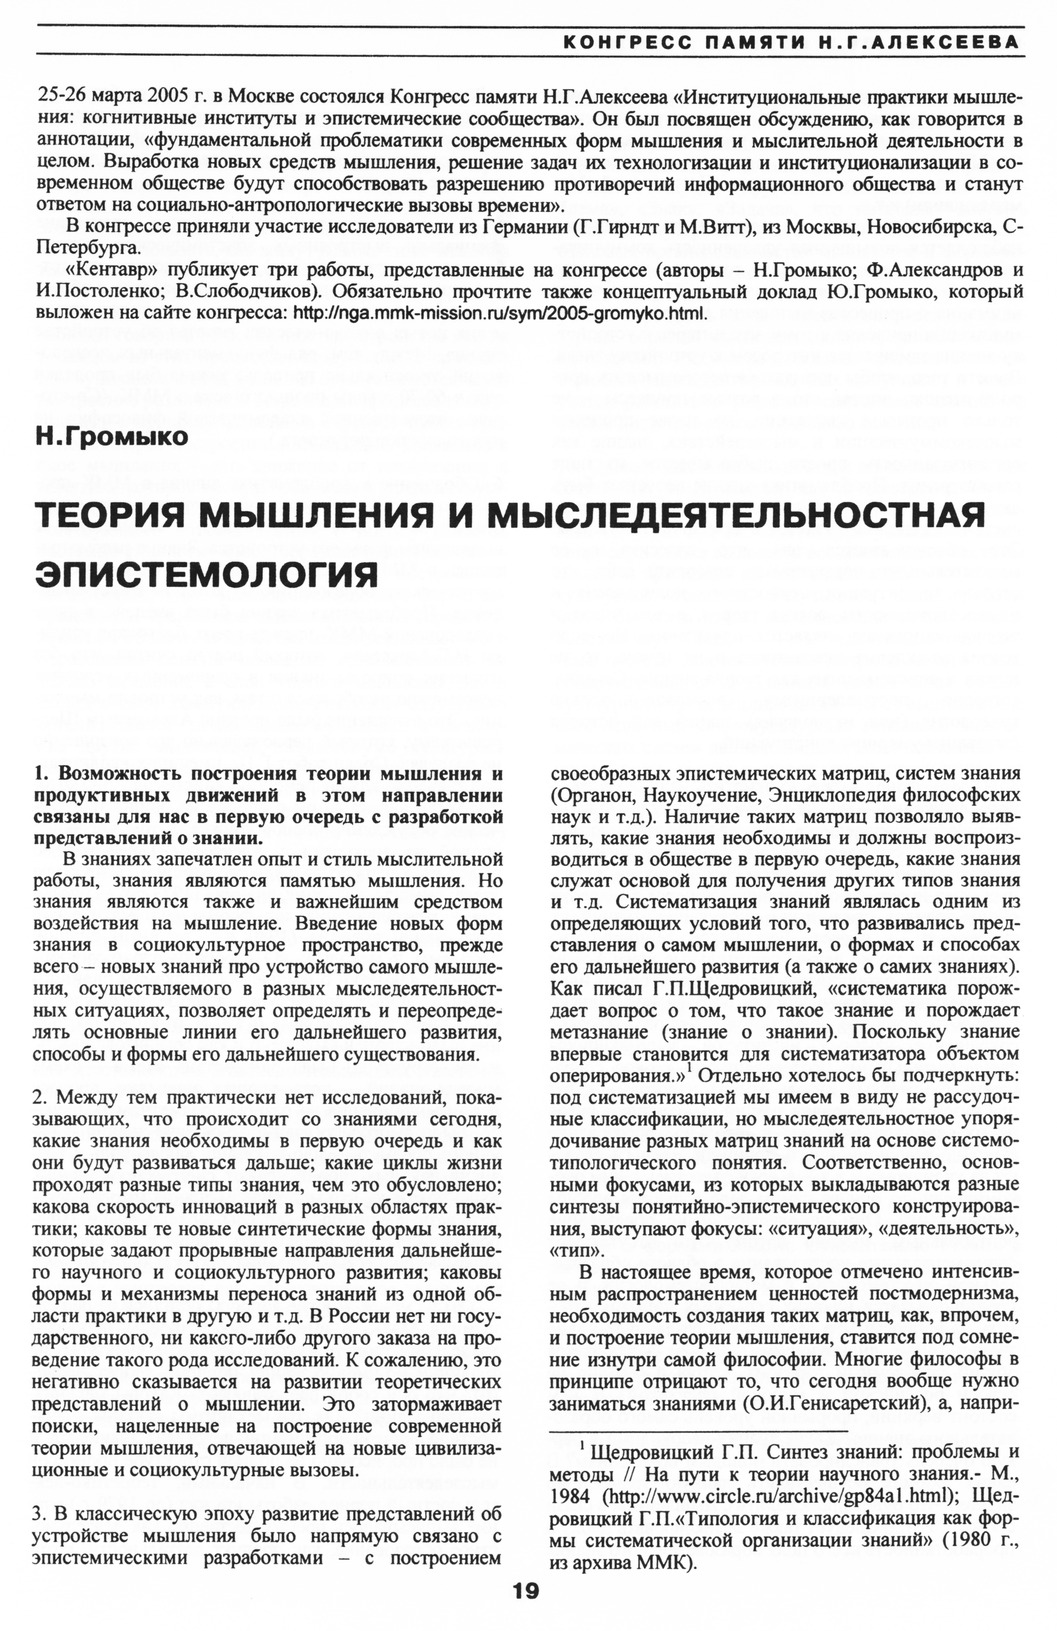 КОНГРЕСС ПАМЯТИ Н.Г.АЛЕКСЕЕВА
25-26 марта 2005 г. в Москве состоялся Конгресс памяти Н.Г.Алексеева «Институциональные практики мышле-
ния: когнитивные институты и эпистемические сообщества». Он был посвящен обсуждению, как говорится в
аннотации, «фундаментальной проблематики современных форм мышления и мыслительной деятельности в
целом. Выработка новых средств мышления, решение задач их технологизации и институционализации в со-
временном обществе будут способствовать разрешению противоречий информационного общества и станут
ответом на социально-антропологические вызовы времени».
В конгрессе приняли участие исследователи из Германии (Г.Гирндт и М.Витт), из Москвы, Новосибирска, С-
Петербурга.
«Кентавр» публикует три работы, представленные на конгрессе (авторы – Н.Громыко; Ф.Александров и
И.Постоленко; В.Слободчиков). Обязательно прочтите также концептуальный доклад Ю.Громыко, который
выложен на сайте конгресса: http://nga.mmk-mission.ru/sym/2005-gromyko.html.
Н.Громыко
ТЕОРИЯ МЫШЛЕНИЯ И МЫСЛЕДЕЯТЕЛЬНОСТНАЯ
ЭПИСТЕМОЛОГИЯ
1. Возможность построения теории мышления и
продуктивных движений в этом направлении
связаны для нас в первую очередь с разработкой
представлений о знании.
В знаниях запечатлен опыт и стиль мыслительной
работы, знания являются памятью мышления. Но
знания являются также и важнейшим средством
воздействия на мышление. Введение новых форм
знания в социокультурное пространство, прежде
всего – новых знаний про устройство самого мышле-
ния, осуществляемого в разных мыследеятельност-
ных ситуациях, позволяет определять и переопреде-
лять основные линии его дальнейшего развития,
способы и формы его дальнейшего существования.
2. Между тем практически нет исследований, пока-
зывающих, что происходит со знаниями сегодня,
какие знания необходимы в первую очередь и как
они будут развиваться дальше; какие циклы жизни
проходят разные типы знания, чем это обусловлено;
какова скорость инноваций в разных областях прак-
тики; каковы те новые синтетические формы знания,
которые задают прорывные направления дальнейше-
го научного и социокультурного развития; каковы
формы и механизмы переноса знаний из одной об-
ласти практики в другую и т.д. В России нет ни госу-
дарственного, ни какого-либо другого заказа на про-
ведение такого рода исследований. К сожалению, это
негативно сказывается на развитии теоретических
представлений о мышлении. Это затормаживает
поиски, нацеленные на построение современной
теории мышления, отвечающей на новые цивилиза-
ционные и социокультурные вызовы.
3. В классическую эпоху развитие представлений об
устройстве мышления было напрямую связано с
эпистемическими разработками – с построением
своеобразных эпистемических матриц, систем знания
(Органон, Наукоучение, Энциклопедия философских
наук и т.д.). Наличие таких матриц позволяло выяв-
лять, какие знания необходимы и должны воспроиз-
водиться в обществе в первую очередь, какие знания
служат основой для получения других типов знания
и т.д. Систематизация знаний являлась одним из
определяющих условий того, что развивались пред-
ставления о самом мышлении, о формах и способах
его дальнейшего развития (а также о самих знаниях).
Как писал Г.П.Щедровицкий, «систематика порож-
дает вопрос о том, что такое знание и порождает
метазнание (знание о знании). Поскольку знание
впервые становится для систематизатора объектом
оперирования.»¹ Отдельно хотелось бы подчеркнуть:
под систематизацией мы имеем в виду не рассудоч-
ные классификации, но мыследеятельностное упоря-
дочивание разных матриц знаний на основе системо-
типологического понятия. Соответственно, основ-
ными фокусами, из которых выкладываются разные
синтезы понятийно-эпистемического конструирова-
ния, выступают фокусы: «ситуация», «деятельность»,
«тип».
В настоящее время, которое отмечено интенсив-
ным распространением ценностей постмодернизма,
необходимость создания таких матриц, как, впрочем,
и построение теории мышления, ставится под сомне-
ние изнутри самой философии. Многие философы в
принципе отрицают то, что сегодня вообще нужно
заниматься знаниями (О.И.Генисаретский), а, напри-
¹ Щедровицкий Г.П. Синтез знаний: проблемы и
методы // На пути к теории научного знания.- М.,
1984 (http://www.circle.ru/archive/gp84a1.html); Щед-
ровицкий Г.П.«Типология и классификация как фор-
мы систематической организации знаний» (1980 г.,
из архива ММК).
19